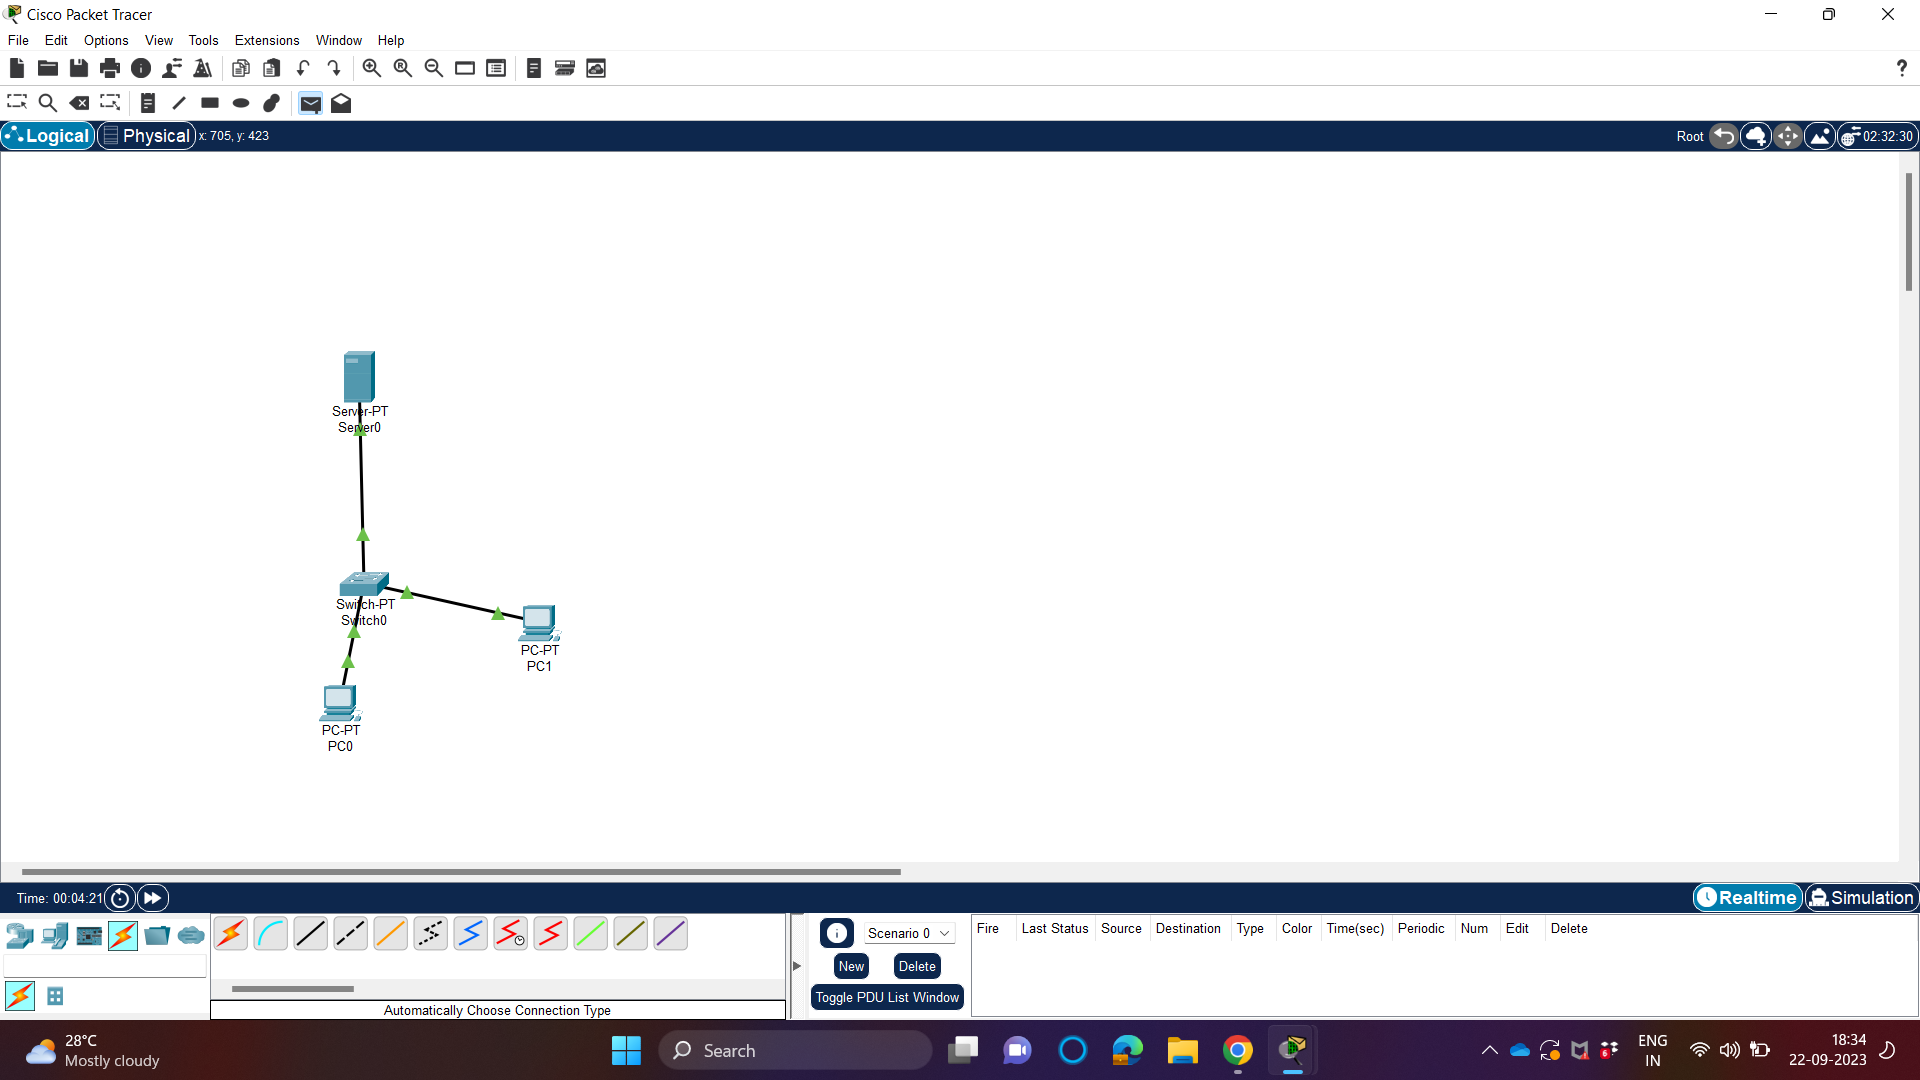 Cisco Packet Tracer
File Edit Options View Tools Extensions Window Help
?
Logical Physical x: 705, y: 423 Root 02:32:30
Server-PT
Server0
Switch-PT
Switch0
PC-PT
PC1
PC-PT
PC0
Time: 00:04:21 Realtime Simulation
Scenario 0
New Delete
Toggle PDU List Window
Fire Last Status Source Destination Type Color Time(sec) Periodic Num Edit Delete
Automatically Choose Connection Type
28°C
Mostly cloudy
Search
6
ENG
IN
18:34
22-09-2023